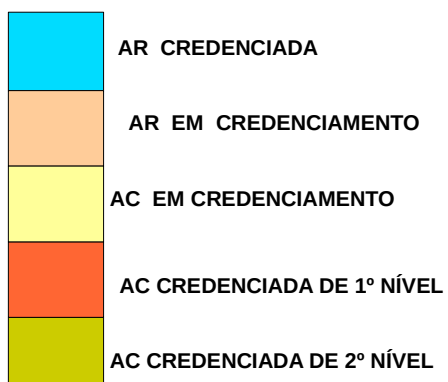 AR CREDENCIADA
AR EM CREDENCIAMENTO
AC EM CREDENCIAMENTO
AC CREDENCIADA DE 1º NÍVEL
AC CREDENCIADA DE 2º NÍVEL